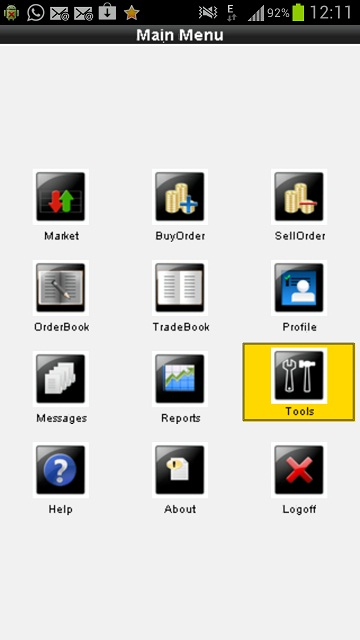 E 92% 12:11
Main Menu
Market BuyOrder SellOrder
OrderBook TradeBook Profile
Messages Reports Tools
Help About Logoff